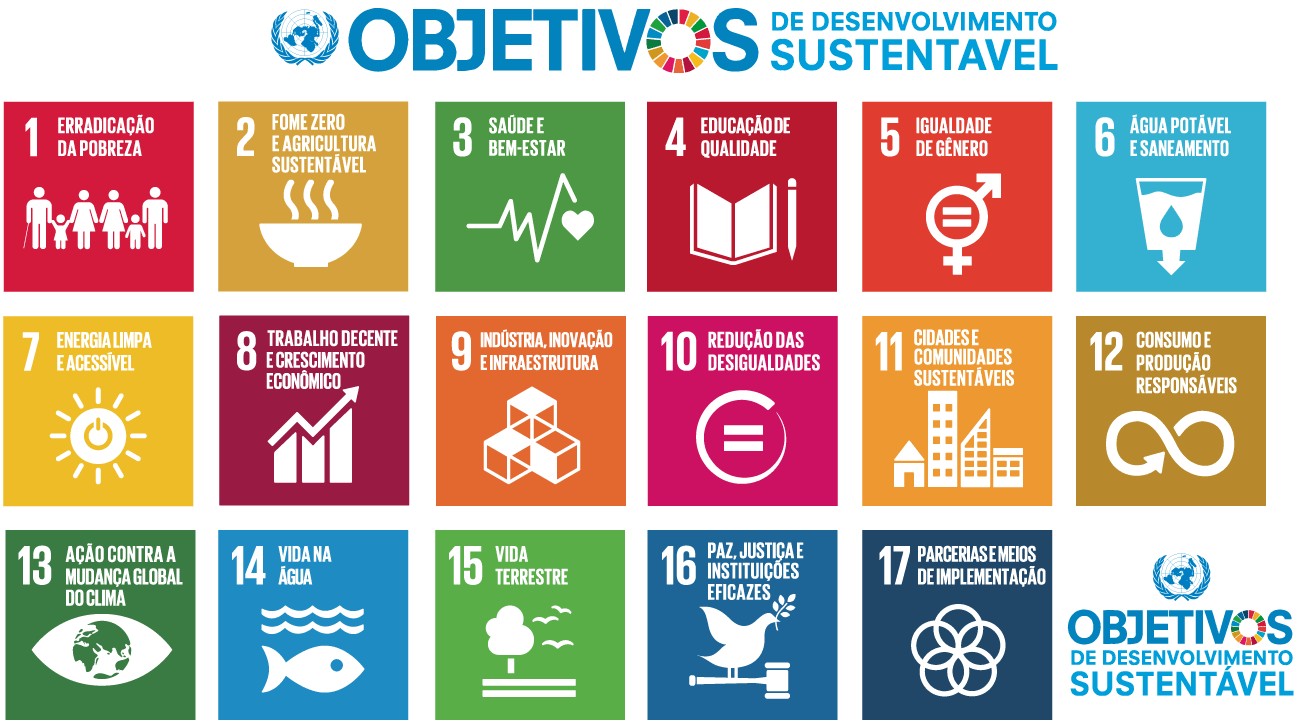 OBJETIVOS
DE DESENVOLVIMENTO
SUSTENTAVEL
1 ERRADICAÇÃO
DA POBREZA
2 FOME ZERO
E AGRICULTURA
SUSTENTÁVEL
3 SAÚDE E
BEM-ESTAR
4 EDUCAÇÃO DE
QUALIDADE
5 IGUALDADE
DE GÊNERO
6 ÁGUA POTÁVEL
E SANEAMENTO
7 ENERGIA LIMPA
E ACESSÍVEL
8 TRABALHO DECENTE
E CRESCIMENTO
ECONÔMICO
9 INDÚSTRIA, INOVAÇÃO
E INFRAESTRUTURA
10 REDUÇÃO DAS
DESIGUALDADES
11 CIDADES E
COMUNIDADES
SUSTENTÁVEIS
12 CONSUMO E
PRODUÇÃO
RESPONSÁVEIS
13 AÇÃO CONTRA A
MUDANÇA GLOBAL
DO CLIMA
14 VIDA NA
ÁGUA
15 VIDA
TERRESTRE
16 PAZ, JUSTIÇA E
INSTITUIÇÕES
EFICAZES
17 PARCERIAS E MEIOS
DE IMPLEMENTAÇÃO
OBJETIVOS
DE DESENVOLVIMENTO
SUSTENTÁVEL